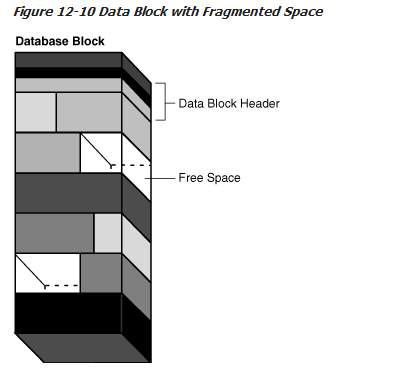 Figure 12-10 Data Block with Fragmented Space
Database Block
Data Block Header
Free Space